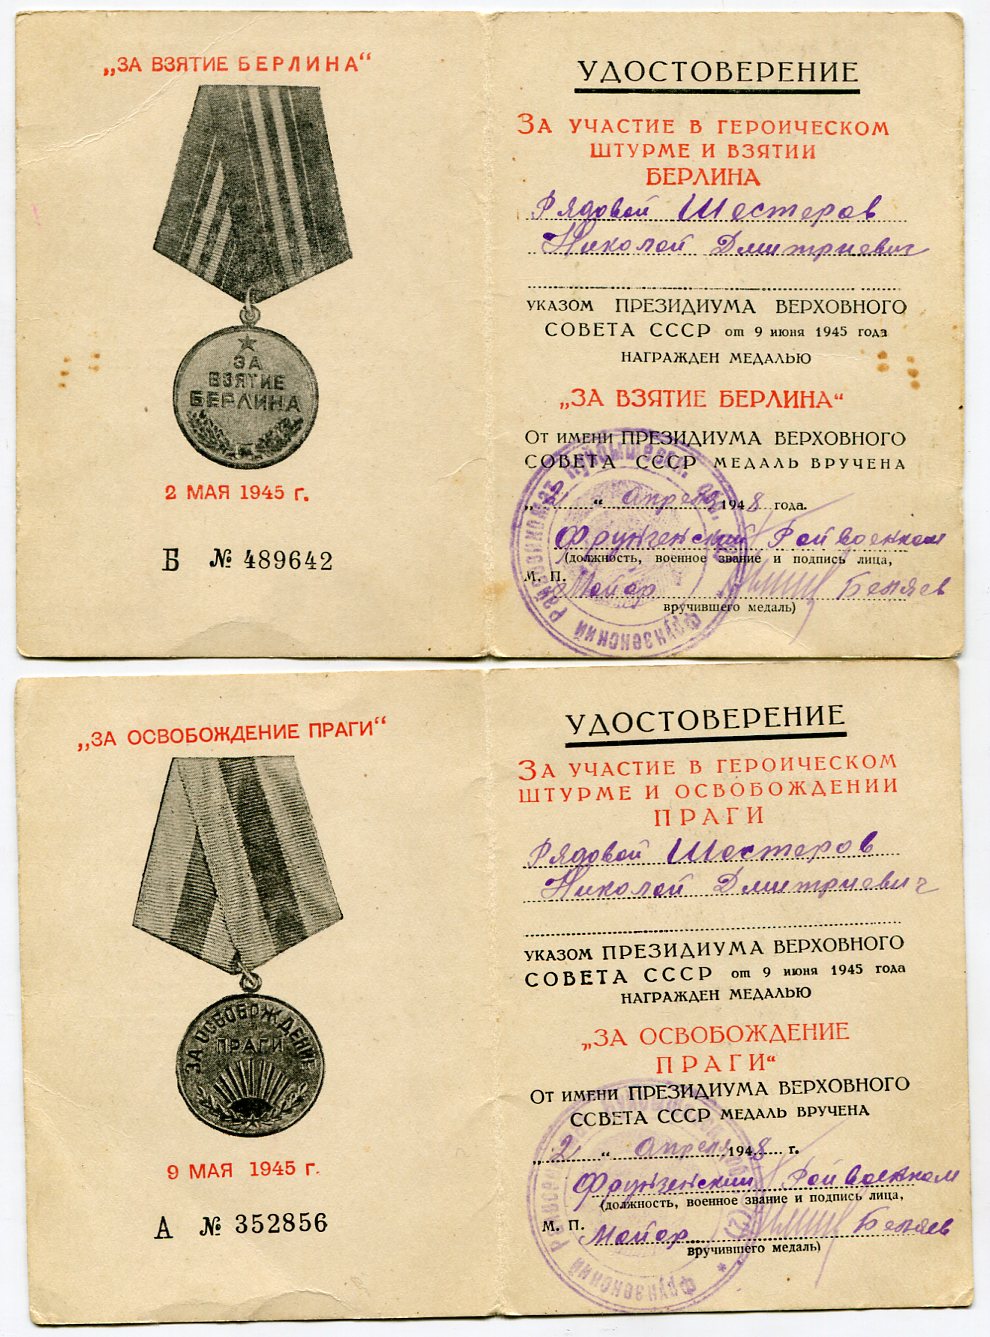 „ЗА ВЗЯТИЕ БЕРЛИНА“
ЗА
ВЗЯТИЕ
БЕРЛИНА
2 МАЯ 1945 г.
Б № 489642
УДОСТОВЕРЕНИЕ
ЗА УЧАСТИЕ В ГЕРОИЧЕСКОМ
ШТУРМЕ И ВЗЯТИИ
БЕРЛИНА
Рядовой Шестеров
Николай Дмитриевич
УКАЗОМ ПРЕЗИДИУМА ВЕРХОВНОГО
СОВЕТА СССР от 9 июня 1945 года
НАГРАЖДЕН МЕДАЛЬЮ
„ЗА ВЗЯТИЕ БЕРЛИНА“
От имени ПРЕЗИДИУМА ВЕРХОВНОГО
СОВЕТА СССР МЕДАЛЬ ВРУЧЕНА
„2“ апреля 1948 года.
Фрунзенский Райвоенком
(должность, военное звание и подпись лица,
М. П. Майор Беляев
вручившего медаль)
Фрунзенский Райвоенкомат
„ЗА ОСВОБОЖДЕНИЕ ПРАГИ“
ЗА ОСВОБОЖДЕНИЕ
ПРАГИ
9 МАЯ 1945 г.
А № 352856
УДОСТОВЕРЕНИЕ
ЗА УЧАСТИЕ В ГЕРОИЧЕСКОМ
ШТУРМЕ И ОСВОБОЖДЕНИИ
ПРАГИ
Рядовой Шестеров
Николай Дмитриевич
УКАЗОМ ПРЕЗИДИУМА ВЕРХОВНОГО
СОВЕТА СССР от 9 июня 1945 года
НАГРАЖДЕН МЕДАЛЬЮ
„ЗА ОСВОБОЖДЕНИЕ
ПРАГИ“
От имени ПРЕЗИДИУМА ВЕРХОВНОГО
ССВЕТА СССР МЕДАЛЬ ВРУЧЕНА
„2“ апреля 1948 г.
Фрунзенский Райвоенком
(должность, военное звание и подпись лица,
М. П. Майор Беляев
вручившего медаль)
Фрунзенский